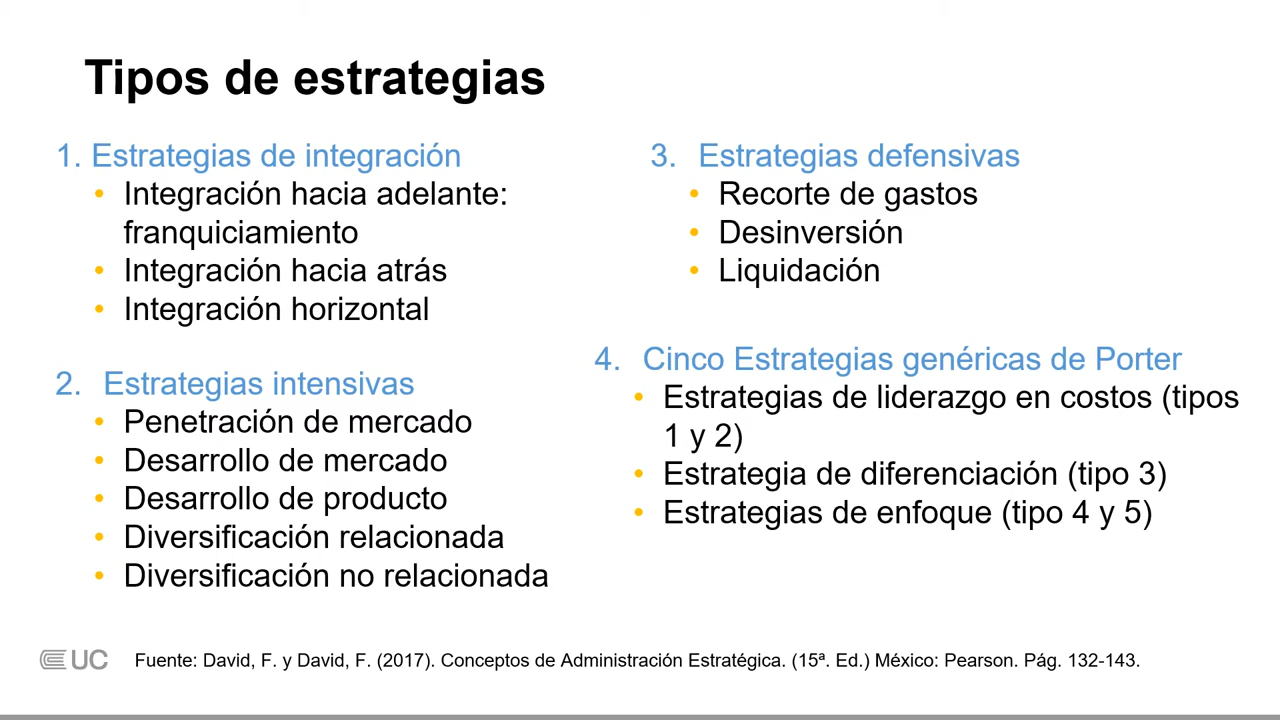 Tipos de estrategias
1. Estrategias de integración
• Integración hacia adelante:
franquiciamiento
• Integración hacia atrás
• Integración horizontal
2. Estrategias intensivas
• Penetración de mercado
• Desarrollo de mercado
• Desarrollo de producto
• Diversificación relacionada
• Diversificación no relacionada
3. Estrategias defensivas
• Recorte de gastos
• Desinversión
• Liquidación
4. Cinco Estrategias genéricas de Porter
• Estrategias de liderazgo en costos (tipos
1 y 2)
• Estrategia de diferenciación (tipo 3)
• Estrategias de enfoque (tipo 4 y 5)
UC
Fuente: David, F. y David, F. (2017). Conceptos de Administración Estratégica. (15ª. Ed.) México: Pearson. Pág. 132-143.